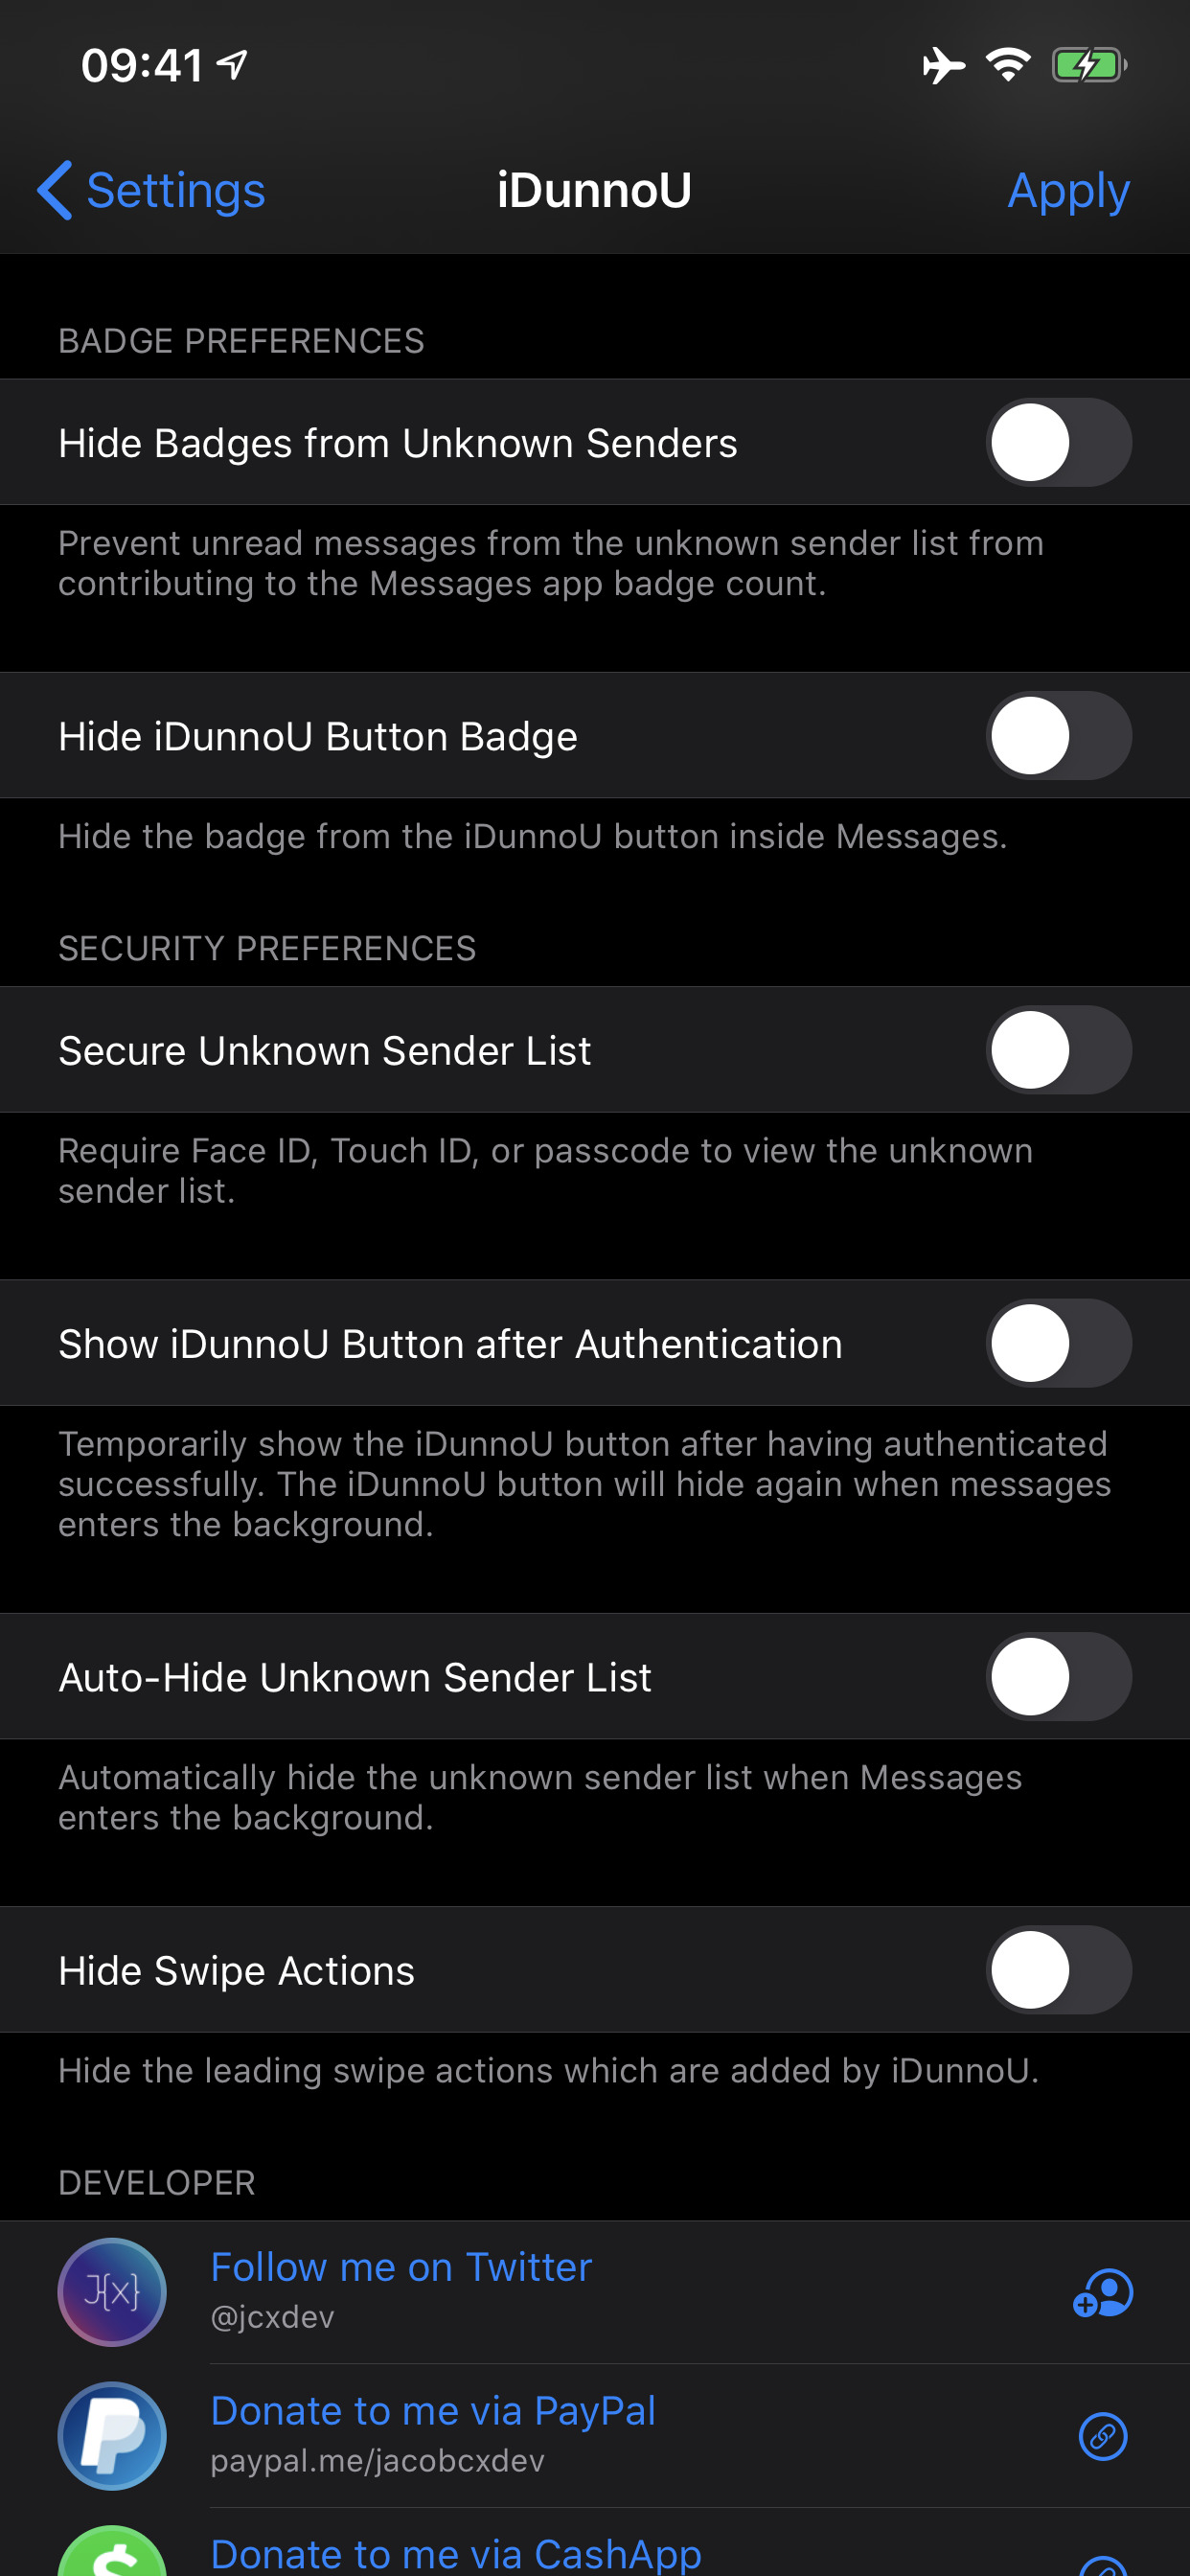 09:41
Settings
iDunnoU
Apply
BADGE PREFERENCES
Hide Badges from Unknown Senders
Prevent unread messages from the unknown sender list from
contributing to the Messages app badge count.
Hide iDunnoU Button Badge
Hide the badge from the iDunnoU button inside Messages.
SECURITY PREFERENCES
Secure Unknown Sender List
Require Face ID, Touch ID, or passcode to view the unknown
sender list.
Show iDunnoU Button after Authentication
Temporarily show the iDunnoU button after having authenticated
successfully. The iDunnoU button will hide again when messages
enters the background.
Auto-Hide Unknown Sender List
Automatically hide the unknown sender list when Messages
enters the background.
Hide Swipe Actions
Hide the leading swipe actions which are added by iDunnoU.
DEVELOPER
J{x}
Follow me on Twitter
@jcxdev
Donate to me via PayPal
paypal.me/jacobcxdev
Donate to me via CashApp